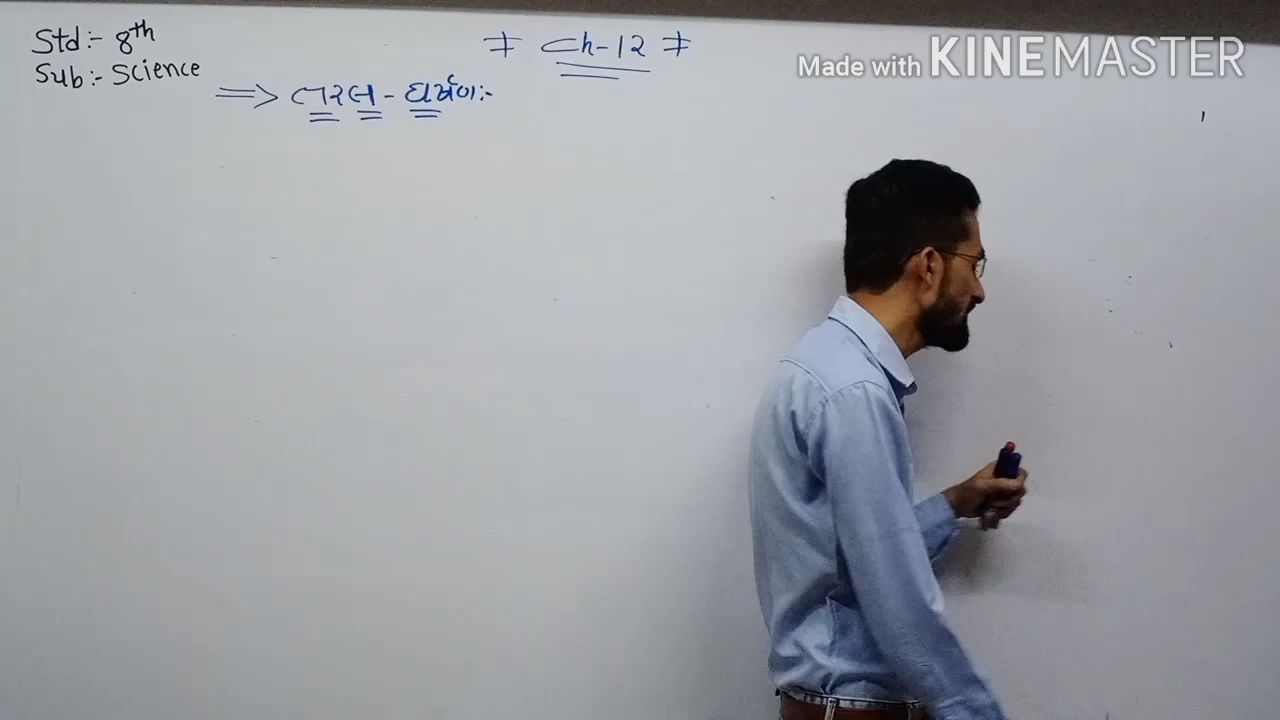 Std:- 8th
Sub:- Science
≠ Ch-12 ≠
⇒ તરલ - ઘર્ષણ:-
Made with KINEMASTER